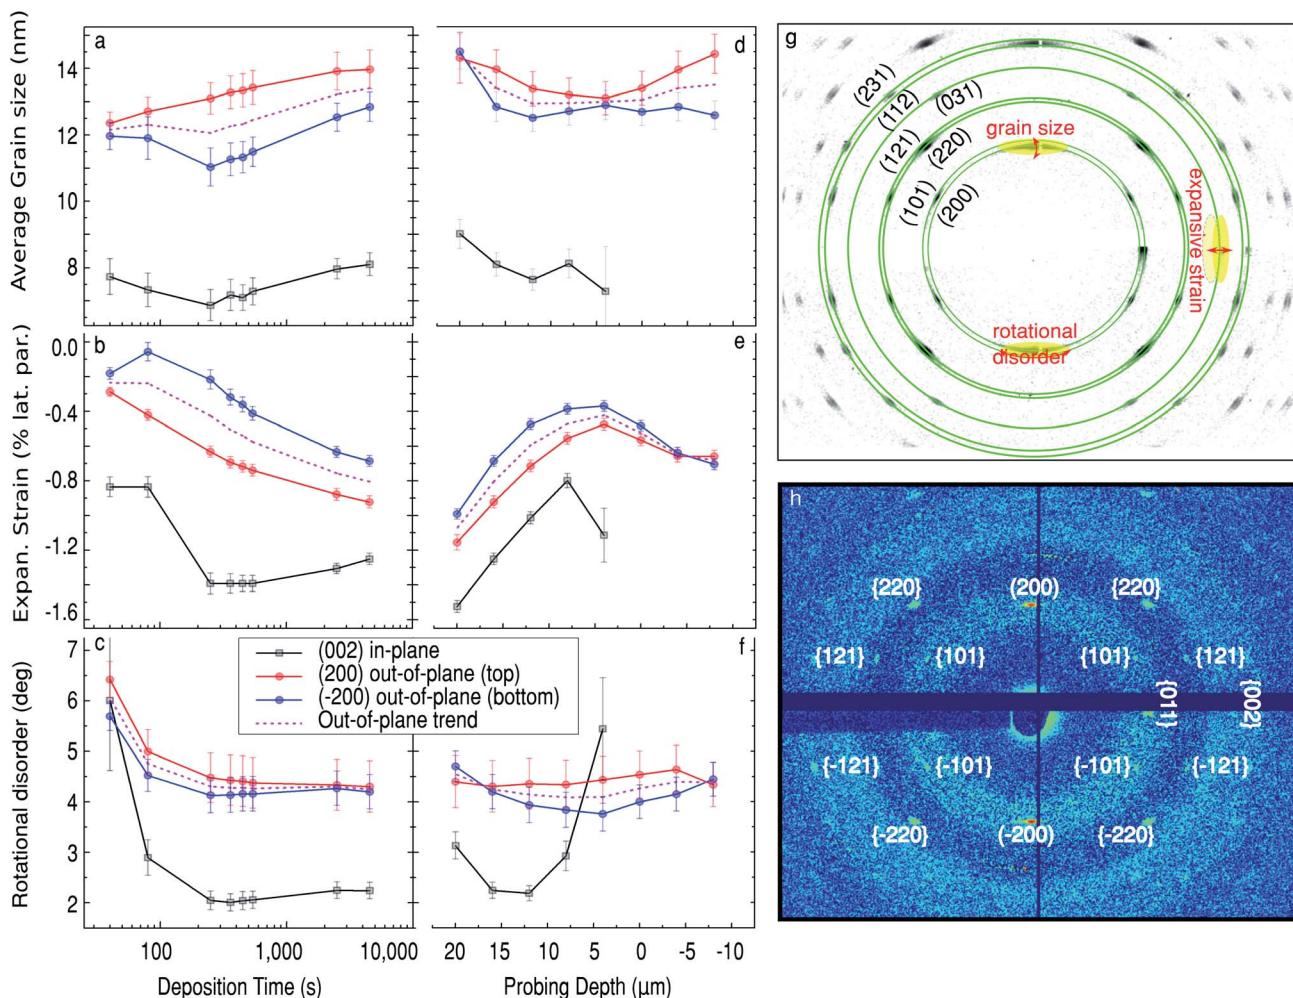 Average Grain size (nm)
a
14
12
10
8
6
d
Expan. Strain (% lat. par.)
b
0.0
-0.4
-0.8
-1.2
-1.6
e
Rotational disorder (deg)
c
7
6
5
4
3
2
f
(002) in-plane
(200) out-of-plane (top)
(-200) out-of-plane (bottom)
Out-of-plane trend
100
1,000
10,000
Deposition Time (s)
20
15
10
5
0
-5
-10
Probing Depth (μm)
g
(231)
(112)
(031)
(121)
(220)
(101)
(200)
grain size
expansive strain
rotational
disorder
h
{220}
(200)
{220}
{121}
{101}
{101}
{121}
{011}
{002}
{-121}
{-101}
{-101}
{-121}
{-220}
(-200)
{-220}